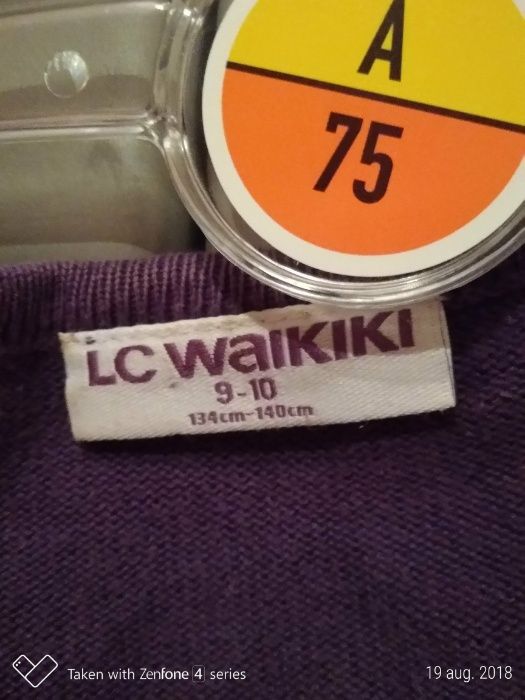 A
75
LC WAIKIKI
9-10
134cm-140cm
Taken with Zenfone 4 series
19 aug. 2018